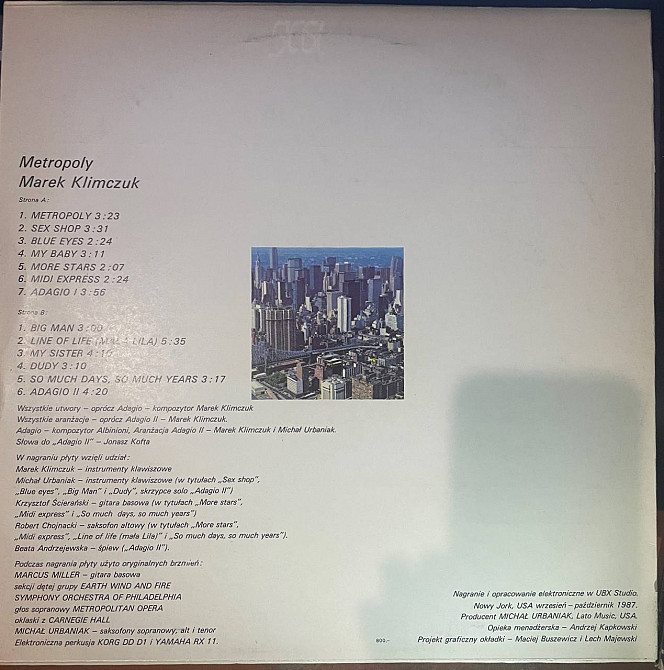 Metropoly
Marek Klimczuk
Strona A:
1. METROPOLY 3:23
2. SEX SHOP 3:31
3. BLUE EYES 2:24
4. MY BABY 3:11
5. MORE STARS 2:07
6. MIDI EXPRESS 2:24
7. ADAGIO I 3:56
Strona B:
1. BIG MAN
2. LINE OF LIFE LILA) 5:35
3. MY SISTER
4. DUDY 3:10
5. SO MUCH DAYS, SO MUCH YEARS 3:17
6. ADAGIO II 4:20
Wszystkie utwory – oprócz Adagio – kompozytor Marek Klimczuk
Wszystkie aranżacje – oprócz Adagio II – Marek Klimczuk.
Adagio – kompozytor Albinioni, Aranżacja Adagio II – Marek Klimczuk i Michał Urbaniak.
Słowa do „Adagio II" – Jonasz Kofta
W nagraniu płyty wzięli udział:
Marek Klimczuk – instrumenty klawiszowe
Michał Urbaniak – instrumenty klawiszowe (w tytułach „Sex shop",
„Blue eyes", „Big Man" i „Dudy", skrzypce solo „Adagio II")
Krzysztof Ścierański – gitara basowa (w tytułach „More stars",
„Midi express" i „So much days, so much years")
Robert Chojnacki – saksofon altowy (w tytułach „More stars",
„Midi express", „Line of life (mała Lila)" i „So much days, so much years").
Beata Andrzejewska – śpiew („Adagio II").
Podczas nagrania płyty użyto oryginalnych brzmień:
MARCUS MILLER – gitara basowa
sekcji dętej grupy EARTH WIND AND FIRE
SYMPHONY ORCHESTRA OF PHILADELPHIA
głos sopranowy METROPOLITAN OPERA
oklaski z CARNEGIE HALL
MICHAŁ URBANIAK – saksofony sopranowy, alt i tenor
Elektroniczna perkusja KORG DD D1 i YAMAHA RX 11.
800.–
Nagranie i opracowanie elektroniczne w UBX Studio.
Nowy Jork, USA wrzesień – październik 1987.
Producent MICHAŁ URBANIAK, Lato Music, USA.
Opieka menadżerska – Andrzej Kapkowski
Projekt graficzny okładki – Maciej Buszewicz i Lech Majewski